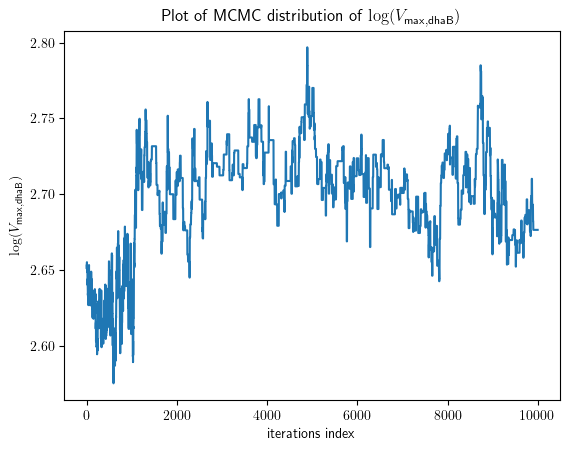 Plot of MCMC distribution of log(V_max,dhaB)
log(V_max,dhaB)
2.80
2.75
2.70
2.65
2.60
0 2000 4000 6000 8000 10000
iterations index